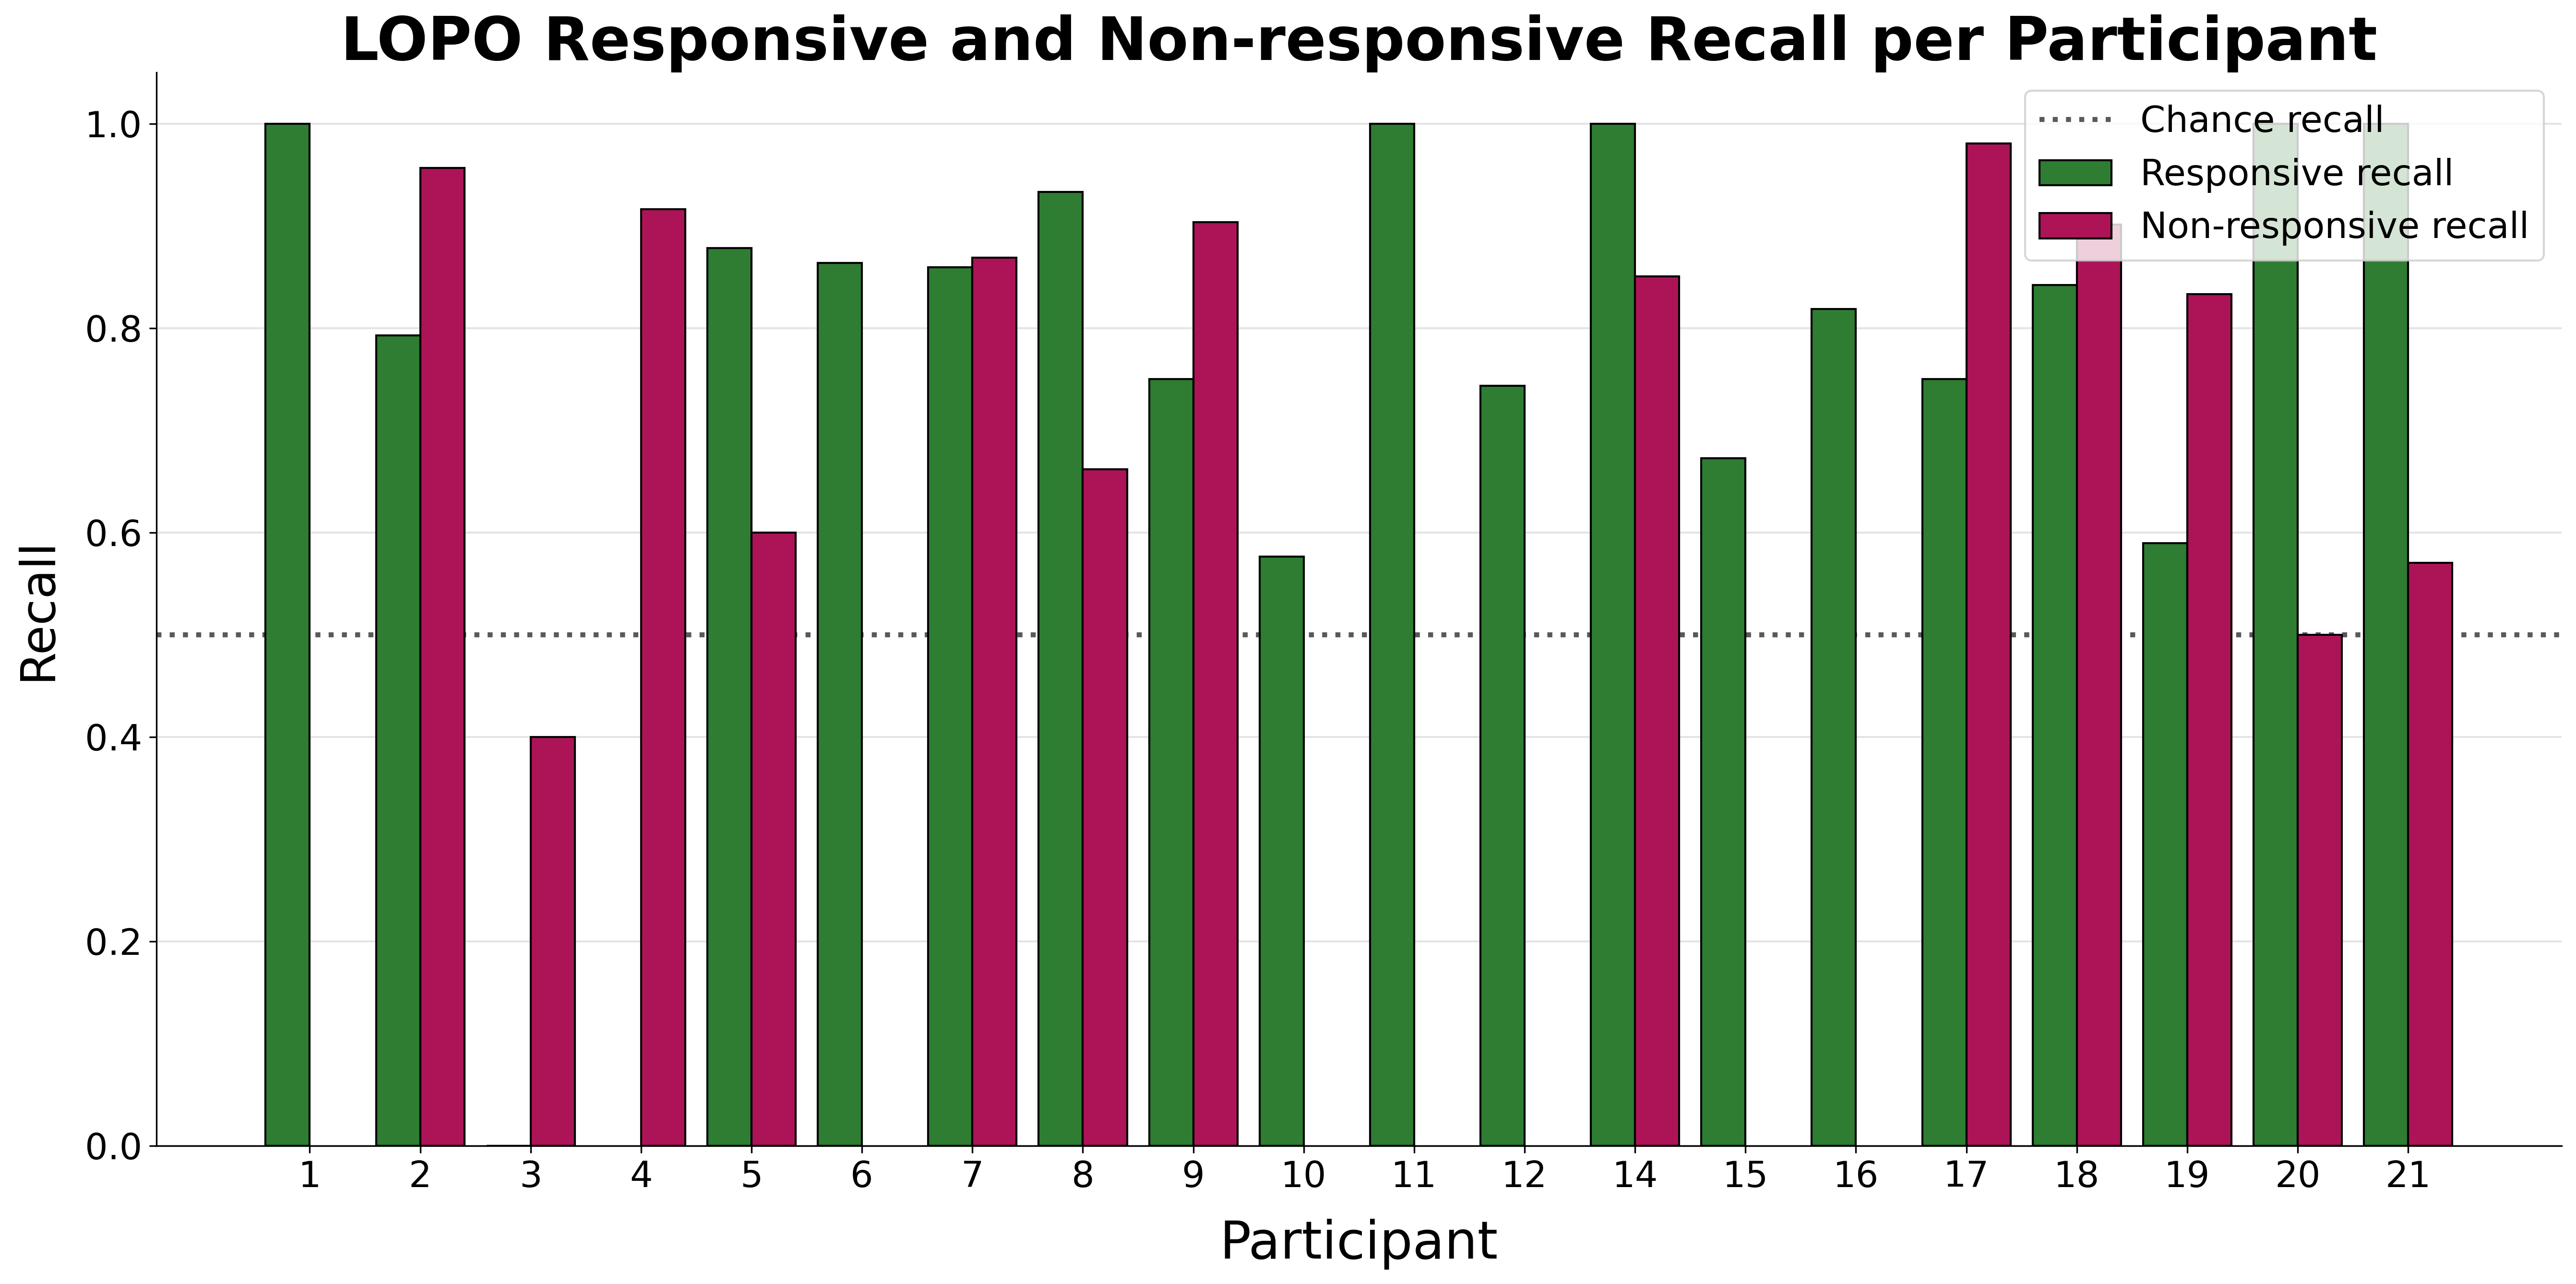 LOPO Responsive and Non-responsive Recall per Participant
Chance recall
Responsive recall
Non-responsive recall
1.0
0.8
0.6
0.4
0.2
0.0
Recall
1 2 3 4 5 6 7 8 9 10 11 12 14 15 16 17 18 19 20 21
Participant